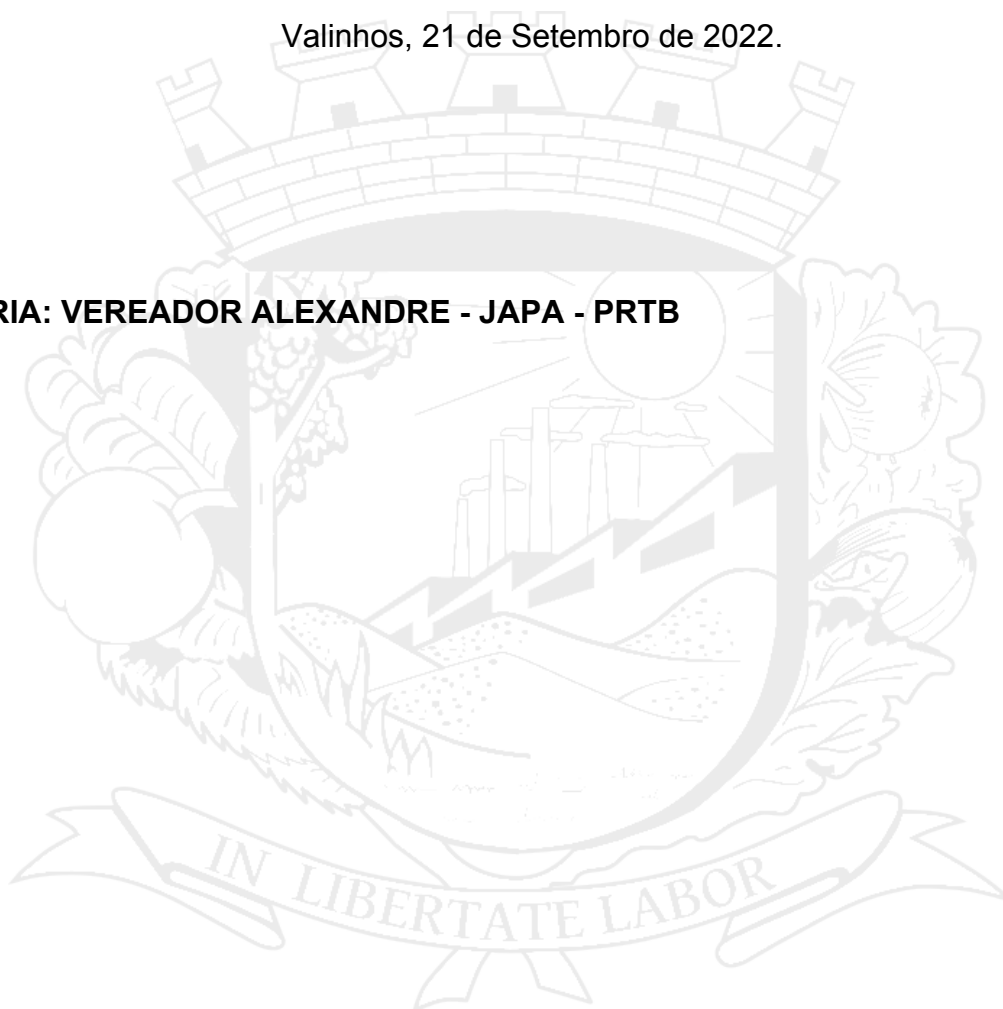 Valinhos, 21 de Setembro de 2022.
RIA: VEREADOR ALEXANDRE - JAPA - PRTB
IN LIBERTATE LABOR